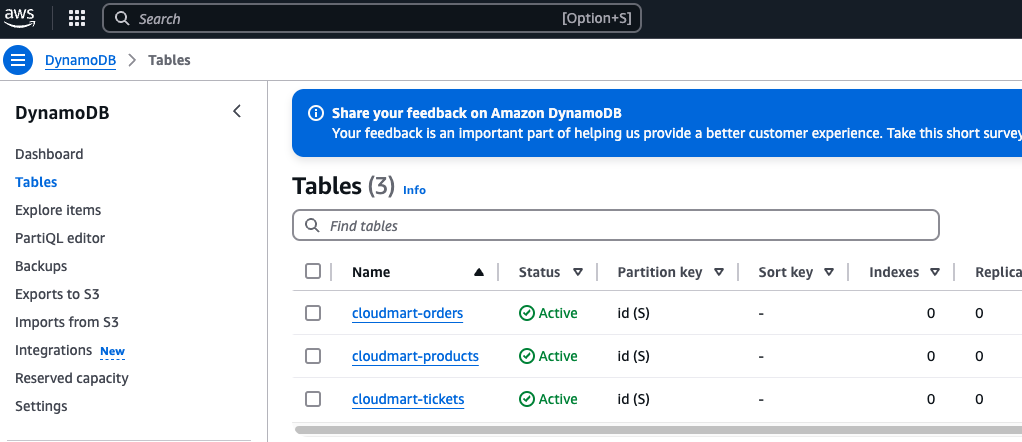 aws
Search [Option+S]
DynamoDB > Tables
DynamoDB
Dashboard
Tables
Explore items
PartiQL editor
Backups
Exports to S3
Imports from S3
Integrations New
Reserved capacity
Settings
Share your feedback on Amazon DynamoDB
Your feedback is an important part of helping us provide a better customer experience. Take this short survey
Tables (3) Info
Find tables
Name Status Partition key Sort key Indexes Replica
cloudmart-orders Active id (S) - 0 0
cloudmart-products Active id (S) - 0 0
cloudmart-tickets Active id (S) - 0 0